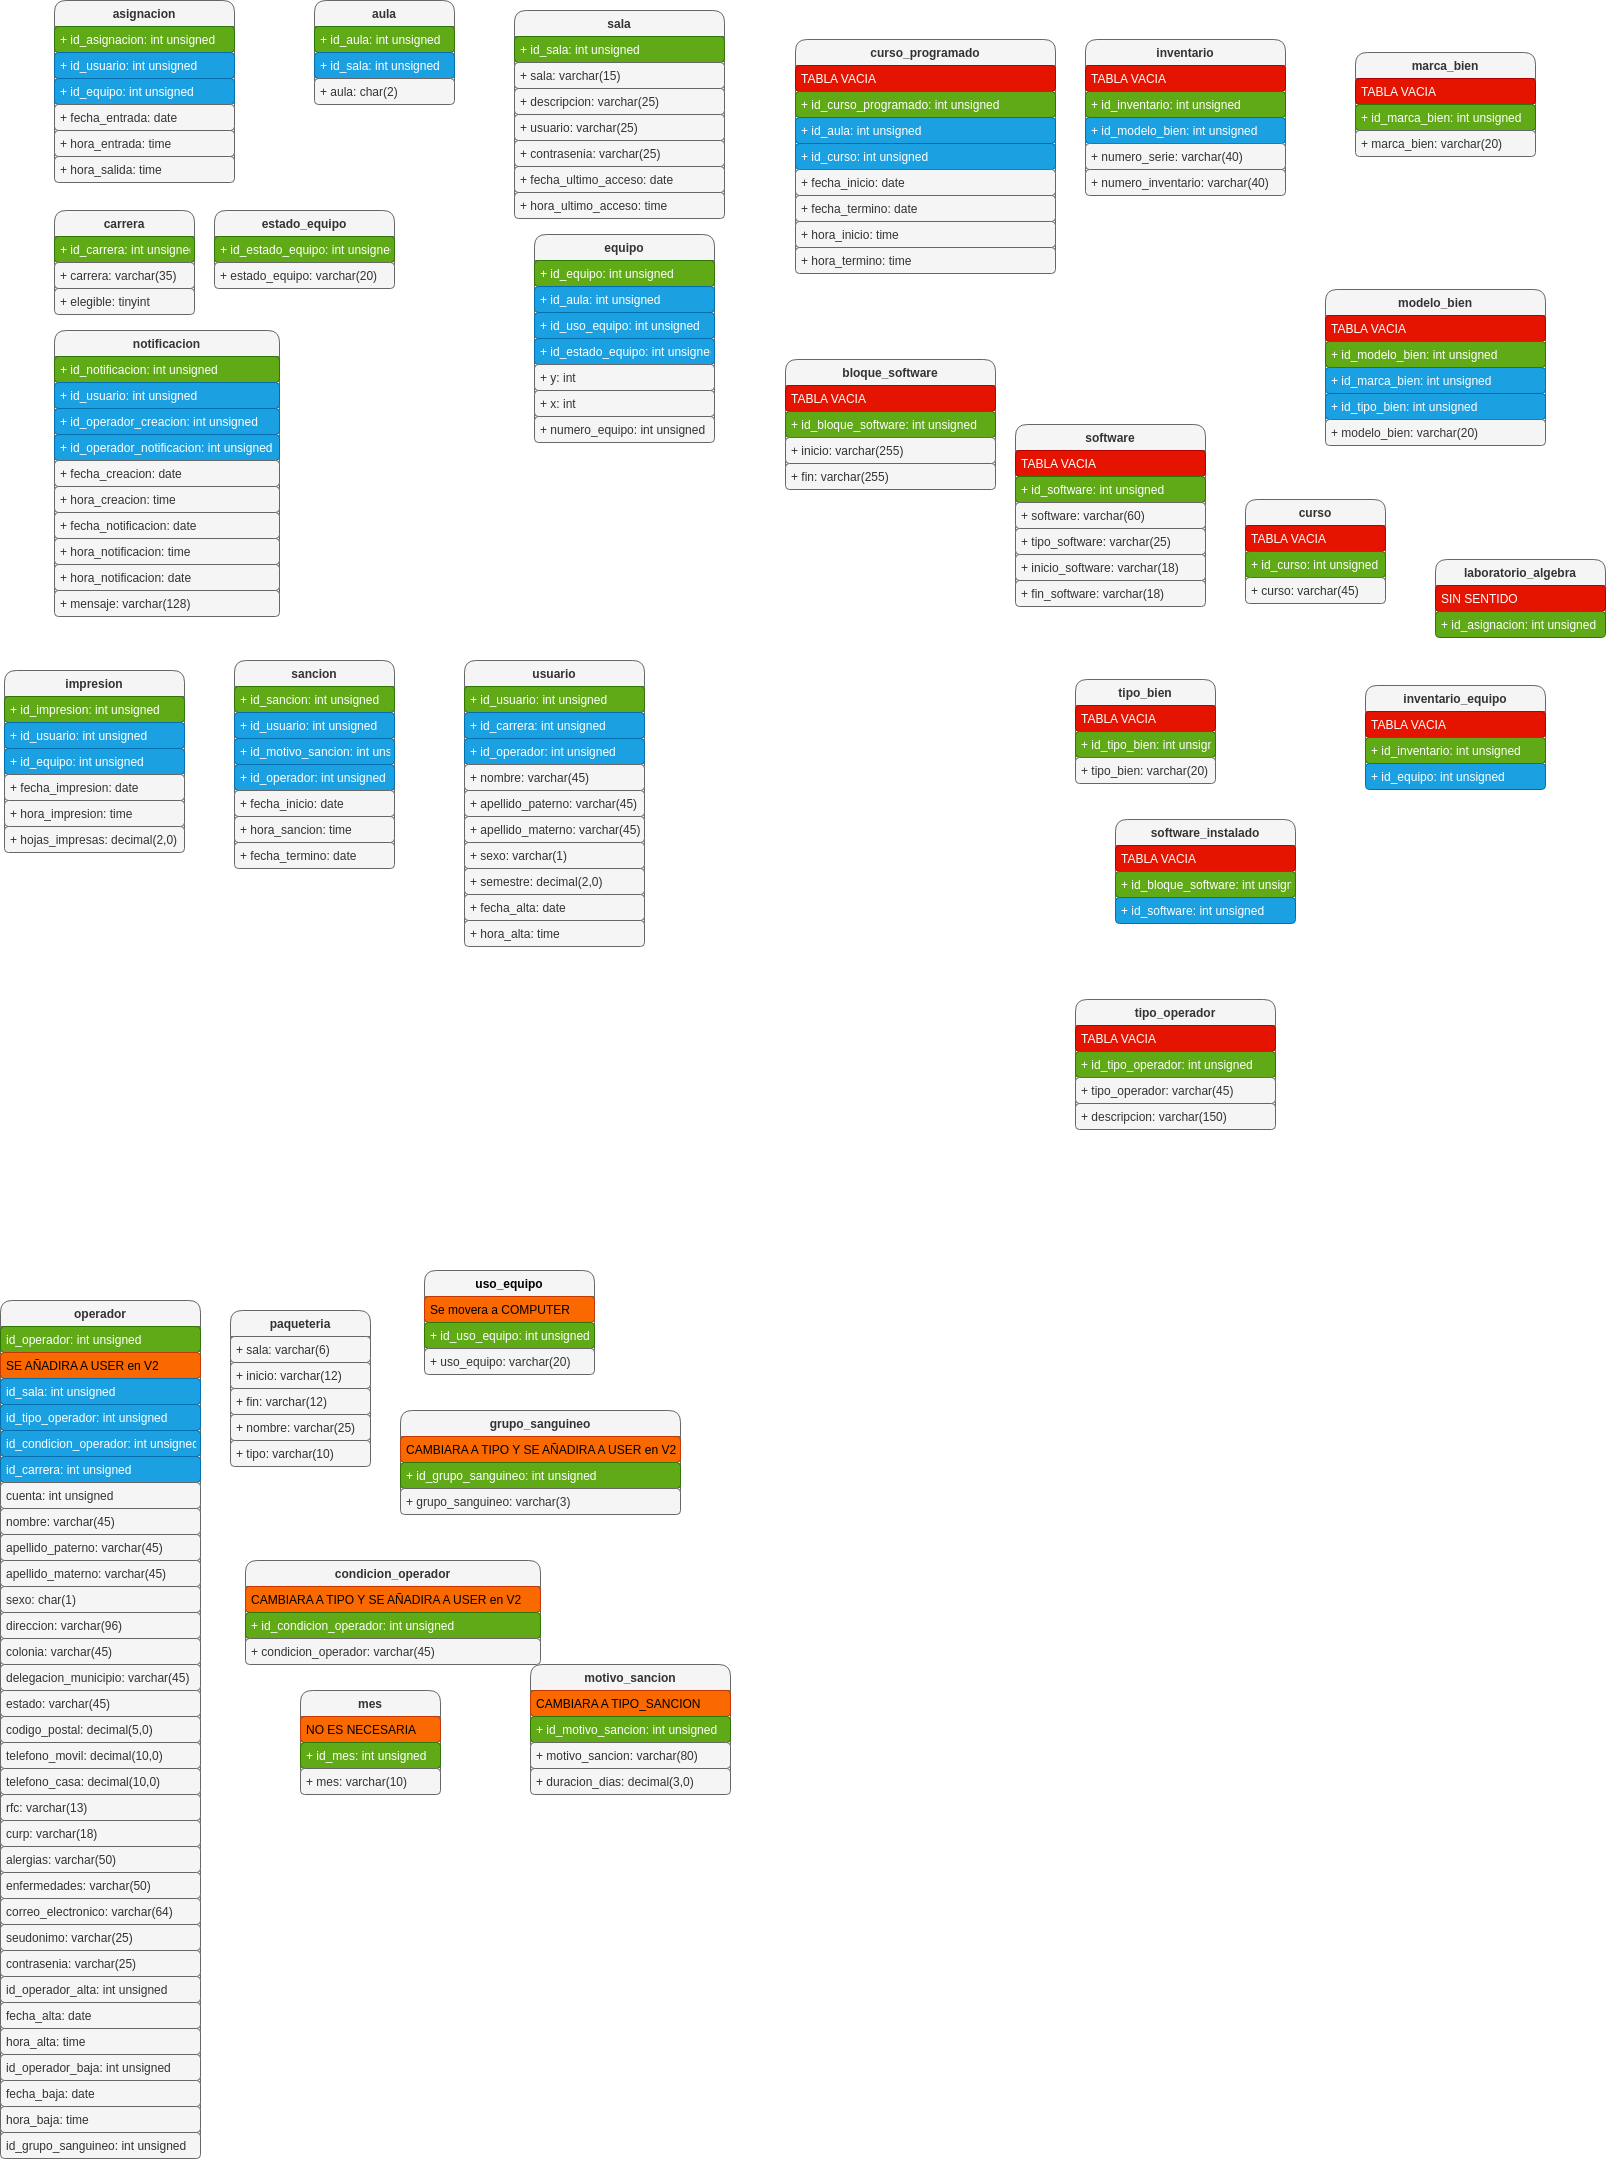 asignacion
+ id_asignacion: int unsigned
+ id_usuario: int unsigned
+ id_equipo: int unsigned
+ fecha_entrada: date
+ hora_entrada: time
+ hora_salida: time
aula
+ id_aula: int unsigned
+ id_sala: int unsigned
+ aula: char(2)
sala
+ id_sala: int unsigned
+ sala: varchar(15)
+ descripcion: varchar(25)
+ usuario: varchar(25)
+ contrasenia: varchar(25)
+ fecha_ultimo_acceso: date
+ hora_ultimo_acceso: time
curso_programado
TABLA VACIA
+ id_curso_programado: int unsigned
+ id_aula: int unsigned
+ id_curso: int unsigned
+ fecha_inicio: date
+ fecha_termino: date
+ hora_inicio: time
+ hora_termino: time
inventario
TABLA VACIA
+ id_inventario: int unsigned
+ id_modelo_bien: int unsigned
+ numero_serie: varchar(40)
+ numero_inventario: varchar(40)
marca_bien
TABLA VACIA
+ id_marca_bien: int unsigned
+ marca_bien: varchar(20)
carrera
+ id_carrera: int unsigne
+ carrera: varchar(35)
+ elegible: tinyint
estado_equipo
+ id_estado_equipo: int unsigne
+ estado_equipo: varchar(20)
equipo
+ id_equipo: int unsigned
+ id_aula: int unsigned
+ id_uso_equipo: int unsigned
+ id_estado_equipo: int unsigne
+ y: int
+ x: int
+ numero_equipo: int unsigned
modelo_bien
TABLA VACIA
+ id_modelo_bien: int unsigned
+ id_marca_bien: int unsigned
+ id_tipo_bien: int unsigned
+ modelo_bien: varchar(20)
notificacion
+ id_notificacion: int unsigned
+ id_usuario: int unsigned
+ id_operador_creacion: int unsigned
+ id_operador_notificacion: int unsigned
+ fecha_creacion: date
+ hora_creacion: time
+ fecha_notificacion: date
+ hora_notificacion: time
+ hora_notificacion: date
+ mensaje: varchar(128)
bloque_software
TABLA VACIA
+ id_bloque_software: int unsigned
+ inicio: varchar(255)
+ fin: varchar(255)
software
TABLA VACIA
+ id_software: int unsigned
+ software: varchar(60)
+ tipo_software: varchar(25)
+ inicio_software: varchar(18)
+ fin_software: varchar(18)
curso
TABLA VACIA
+ id_curso: int unsigned
+ curso: varchar(45)
laboratorio_algebra
SIN SENTIDO
+ id_asignacion: int unsigned
impresion
+ id_impresion: int unsigned
+ id_usuario: int unsigned
+ id_equipo: int unsigned
+ fecha_impresion: date
+ hora_impresion: time
+ hojas_impresas: decimal(2,0)
sancion
+ id_sancion: int unsigned
+ id_usuario: int unsigned
+ id_motivo_sancion: int uns
+ id_operador: int unsigned
+ fecha_inicio: date
+ hora_sancion: time
+ fecha_termino: date
usuario
+ id_usuario: int unsigned
+ id_carrera: int unsigned
+ id_operador: int unsigned
+ nombre: varchar(45)
+ apellido_paterno: varchar(45)
+ apellido_materno: varchar(45)
+ sexo: varchar(1)
+ semestre: decimal(2,0)
+ fecha_alta: date
+ hora_alta: time
tipo_bien
TABLA VACIA
+ id_tipo_bien: int unsigr
+ tipo_bien: varchar(20)
inventario_equipo
TABLA VACIA
+ id_inventario: int unsigned
+ id_equipo: int unsigned
software_instalado
TABLA VACIA
+ id_bloque_software: int unsigr
+ id_software: int unsigned
tipo_operador
TABLA VACIA
+ id_tipo_operador: int unsigned
+ tipo_operador: varchar(45)
+ descripcion: varchar(150)
operador
id_operador: int unsigned
SE AÑADIRA A USER en V2
id_sala: int unsigned
id_tipo_operador: int unsigned
id_condicion_operador: int unsigned
id_carrera: int unsigned
cuenta: int unsigned
nombre: varchar(45)
apellido_paterno: varchar(45)
apellido_materno: varchar(45)
sexo: char(1)
direccion: varchar(96)
colonia: varchar(45)
delegacion_municipio: varchar(45)
estado: varchar(45)
codigo_postal: decimal(5,0)
telefono_movil: decimal(10,0)
telefono_casa: decimal(10,0)
rfc: varchar(13)
curp: varchar(18)
alergias: varchar(50)
enfermedades: varchar(50)
correo_electronico: varchar(64)
seudonimo: varchar(25)
contrasenia: varchar(25)
id_operador_alta: int unsigned
fecha_alta: date
hora_alta: time
id_operador_baja: int unsigned
fecha_baja: date
hora_baja: time
id_grupo_sanguineo: int unsigned
paqueteria
+ sala: varchar(6)
+ inicio: varchar(12)
+ fin: varchar(12)
+ nombre: varchar(25)
+ tipo: varchar(10)
uso_equipo
Se movera a COMPUTER
+ id_uso_equipo: int unsigned
+ uso_equipo: varchar(20)
grupo_sanguineo
CAMBIARA A TIPO Y SE AÑADIRA A USER en V2
+ id_grupo_sanguineo: int unsigned
+ grupo_sanguineo: varchar(3)
condicion_operador
CAMBIARA A TIPO Y SE AÑADIRA A USER en V2
+ id_condicion_operador: int unsigned
+ condicion_operador: varchar(45)
mes
NO ES NECESARIA
+ id_mes: int unsigned
+ mes: varchar(10)
motivo_sancion
CAMBIARA A TIPO_SANCION
+ id_motivo_sancion: int unsigned
+ motivo_sancion: varchar(80)
+ duracion_dias: decimal(3,0)